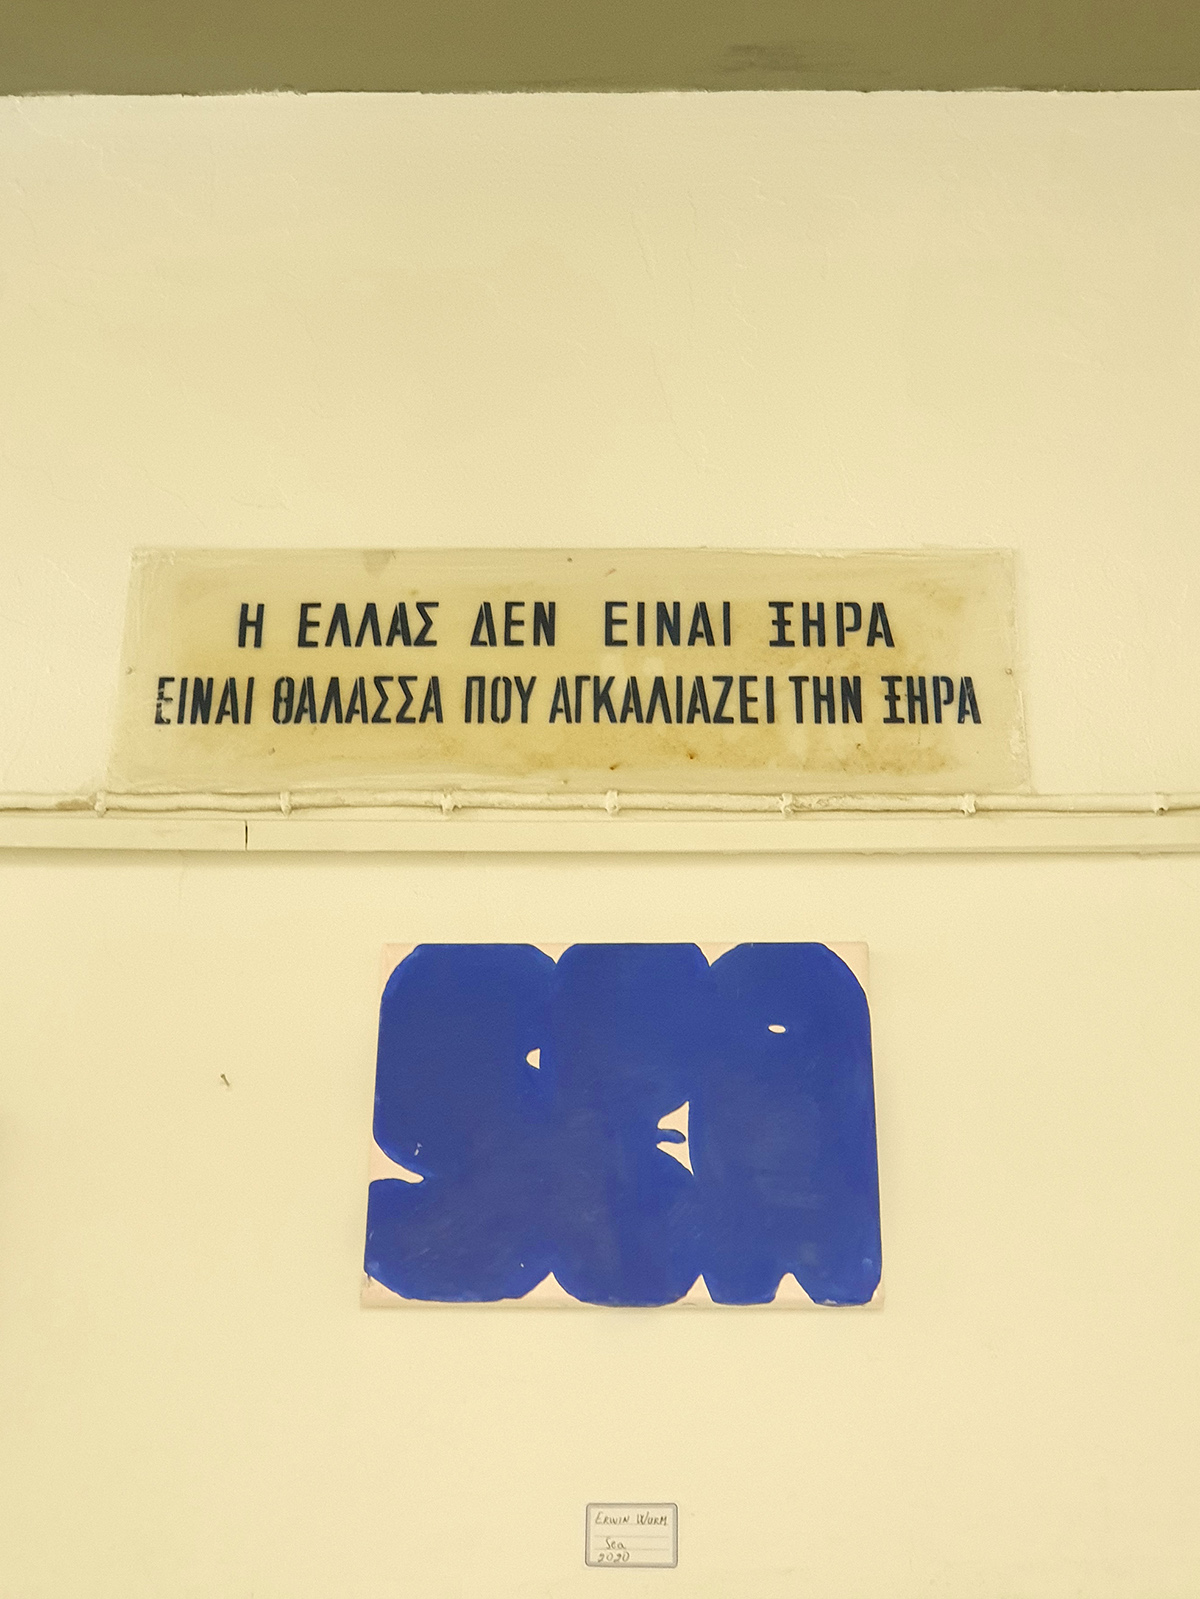 Η ΕΛΛΑΣ ΔΕΝ ΕΙΝΑΙ ΞΗΡΑ
ΕΙΝΑΙ ΘΑΛΑΣΣΑ ΠΟΥ ΑΓΚΑΛΙΑΖΕΙ ΤΗΝ ΞΗΡΑ
SEA
ERWIN WURM
Sea
2020